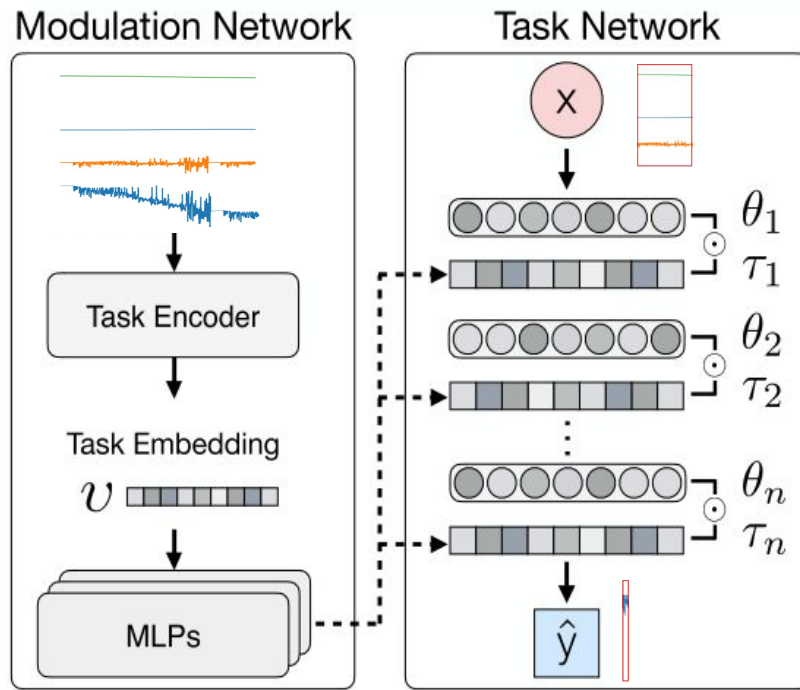 Modulation Network
Task Encoder
Task Embedding
υ
MLPs
Task Network
x
θ₁
τ₁
θ₂
τ₂
θₙ
τₙ
ŷ